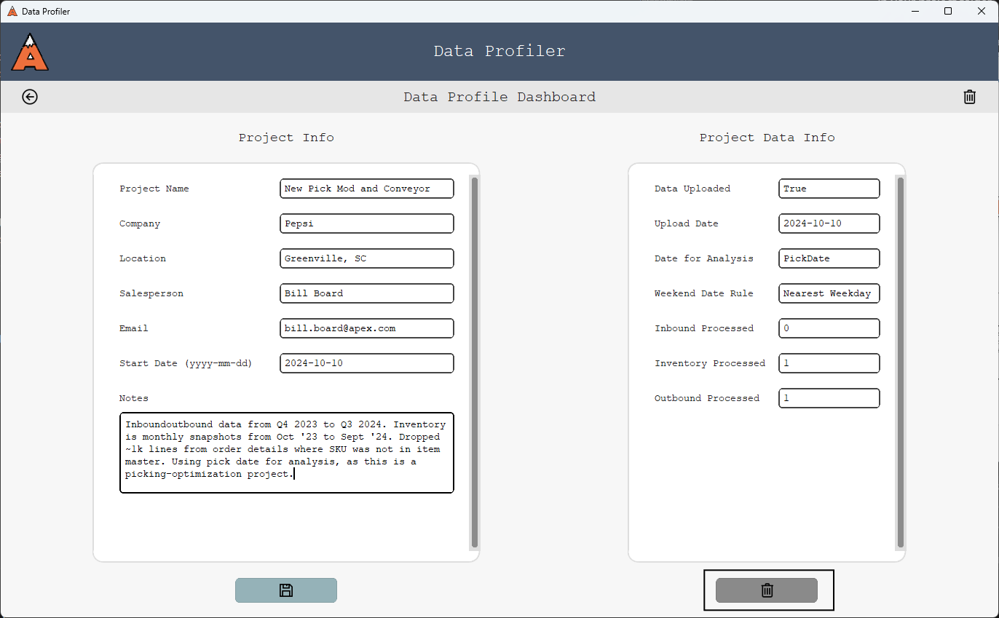 Data Profiler
Data Profiler
Data Profile Dashboard
Project Info
Project Name
New Pick Mod and Conveyor
Company
Pepsi
Location
Greenville, SC
Salesperson
Bill Board
Email
bill.board@apex.com
Start Date (yyyy-mm-dd)
2024-10-10
Notes
Inboundoutbound data from Q4 2023 to Q3 2024. Inventory
is monthly snapshots from Oct '23 to Sept '24. Dropped
~1k lines from order details where SKU was not in item
master. Using pick date for analysis, as this is a
picking-optimization project.
Project Data Info
Data Uploaded
True
Upload Date
2024-10-10
Date for Analysis
PickDate
Weekend Date Rule
Nearest Weekday
Inbound Processed
0
Inventory Processed
1
Outbound Processed
1